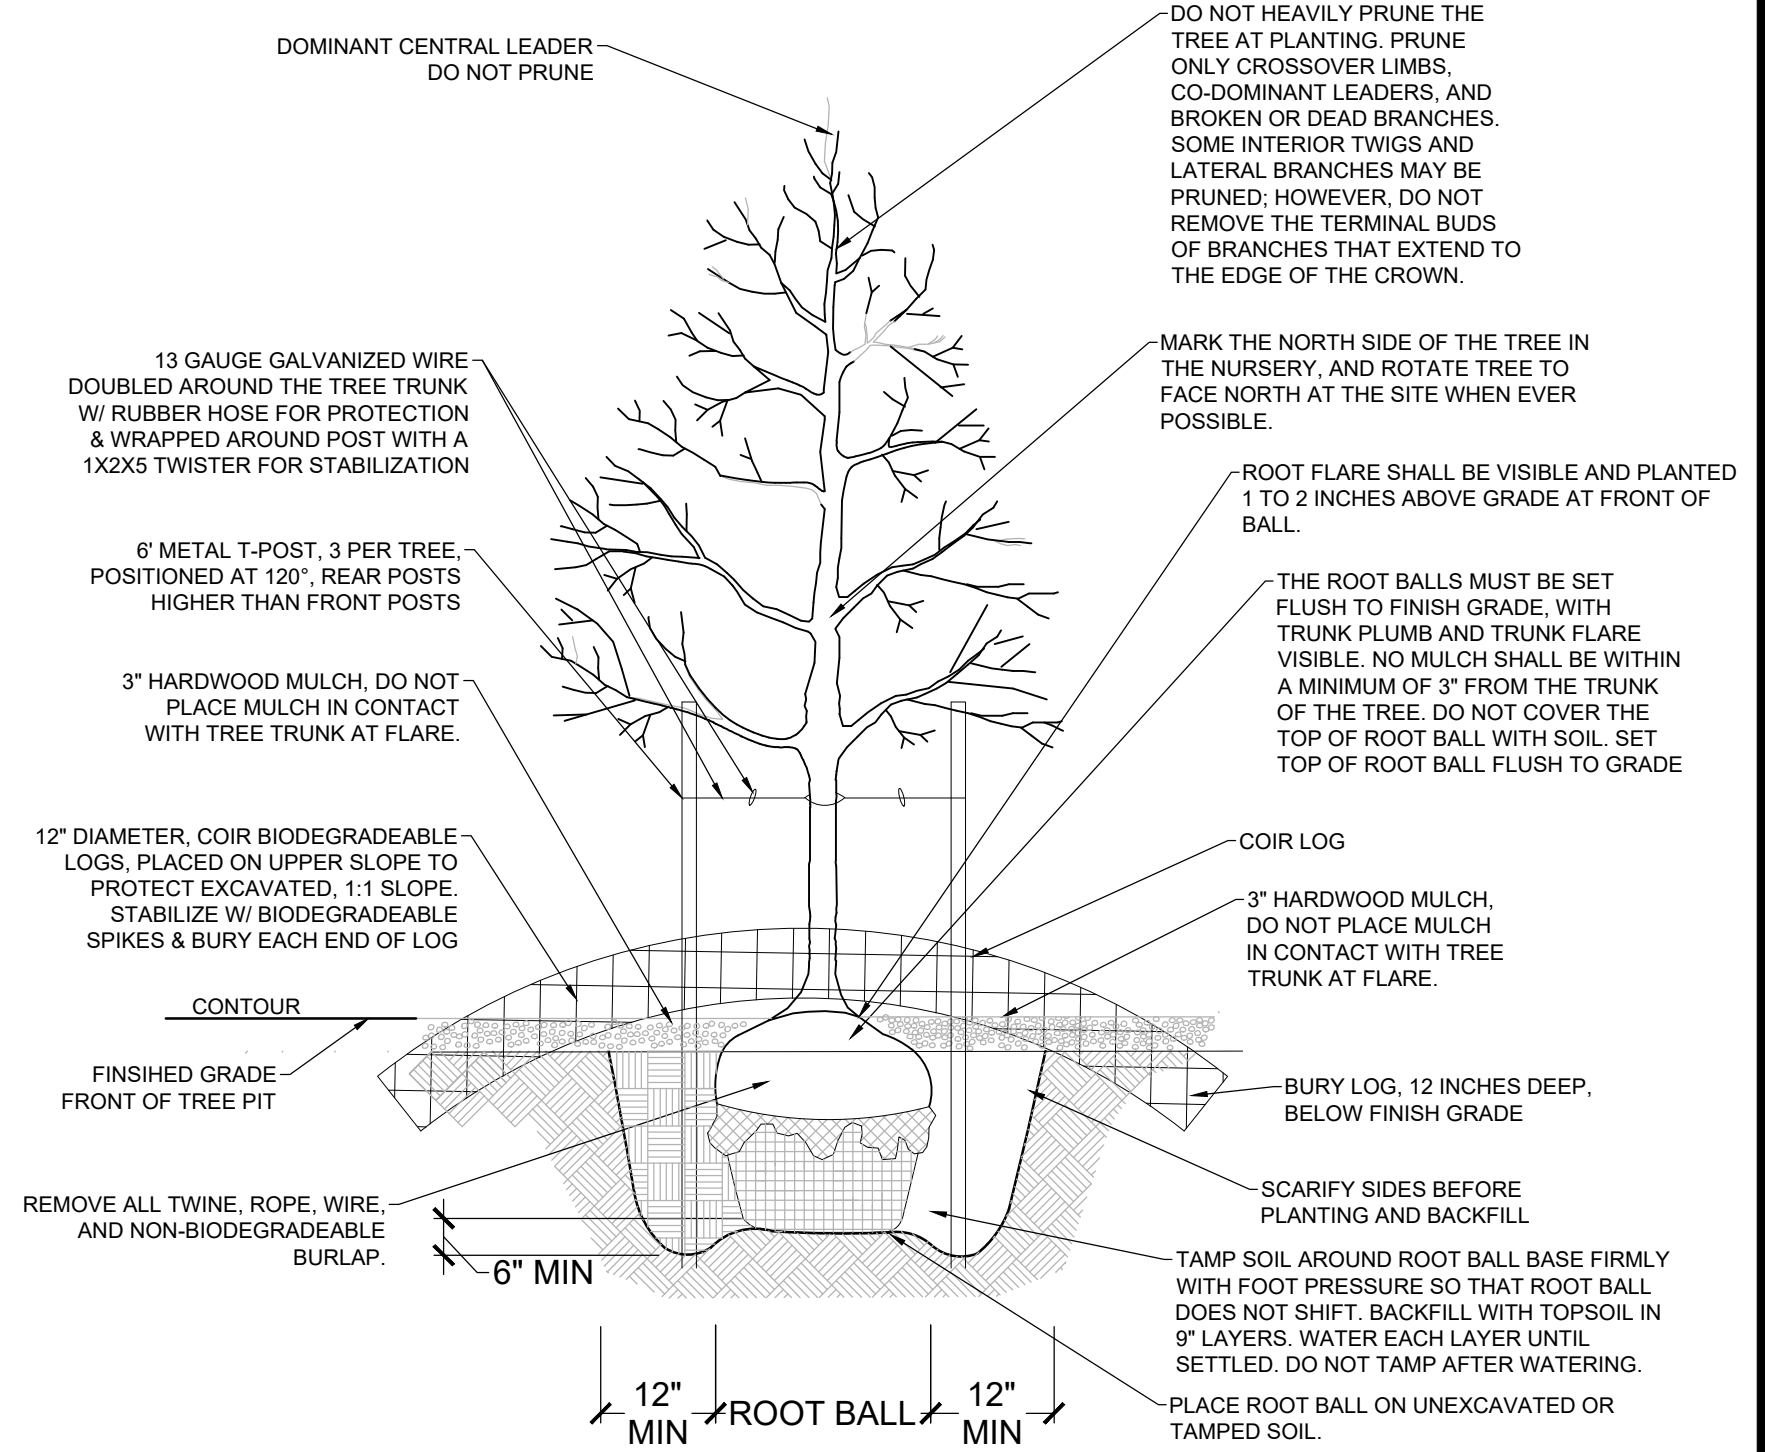 DOMINANT CENTRAL LEADER
DO NOT PRUNE
DO NOT HEAVILY PRUNE THE
TREE AT PLANTING. PRUNE
ONLY CROSSOVER LIMBS,
CO-DOMINANT LEADERS, AND
BROKEN OR DEAD BRANCHES.
SOME INTERIOR TWIGS AND
LATERAL BRANCHES MAY BE
PRUNED; HOWEVER, DO NOT
REMOVE THE TERMINAL BUDS
OF BRANCHES THAT EXTEND TO
THE EDGE OF THE CROWN.
13 GAUGE GALVANIZED WIRE
DOUBLED AROUND THE TREE TRUNK
W/ RUBBER HOSE FOR PROTECTION
& WRAPPED AROUND POST WITH A
1X2X5 TWISTER FOR STABILIZATION
MARK THE NORTH SIDE OF THE TREE IN
THE NURSERY, AND ROTATE TREE TO
FACE NORTH AT THE SITE WHEN EVER
POSSIBLE.
ROOT FLARE SHALL BE VISIBLE AND PLANTED
1 TO 2 INCHES ABOVE GRADE AT FRONT OF
BALL.
6' METAL T-POST, 3 PER TREE,
POSITIONED AT 120°, REAR POSTS
HIGHER THAN FRONT POSTS
THE ROOT BALLS MUST BE SET
FLUSH TO FINISH GRADE, WITH
TRUNK PLUMB AND TRUNK FLARE
VISIBLE. NO MULCH SHALL BE WITHIN
A MINIMUM OF 3" FROM THE TRUNK
OF THE TREE. DO NOT COVER THE
TOP OF ROOT BALL WITH SOIL. SET
TOP OF ROOT BALL FLUSH TO GRADE
3" HARDWOOD MULCH, DO NOT
PLACE MULCH IN CONTACT
WITH TREE TRUNK AT FLARE.
12" DIAMETER, COIR BIODEGRADEABLE
LOGS, PLACED ON UPPER SLOPE TO
PROTECT EXCAVATED, 1:1 SLOPE.
STABILIZE W/ BIODEGRADEABLE
SPIKES & BURY EACH END OF LOG
COIR LOG
3" HARDWOOD MULCH,
DO NOT PLACE MULCH
IN CONTACT WITH TREE
TRUNK AT FLARE.
CONTOUR
FINSIHED GRADE
FRONT OF TREE PIT
BURY LOG, 12 INCHES DEEP,
BELOW FINISH GRADE
REMOVE ALL TWINE, ROPE, WIRE,
AND NON-BIODEGRADEABLE
BURLAP.
SCARIFY SIDES BEFORE
PLANTING AND BACKFILL
6" MIN
TAMP SOIL AROUND ROOT BALL BASE FIRMLY
WITH FOOT PRESSURE SO THAT ROOT BALL
DOES NOT SHIFT. BACKFILL WITH TOPSOIL IN
9" LAYERS. WATER EACH LAYER UNTIL
SETTLED. DO NOT TAMP AFTER WATERING.
PLACE ROOT BALL ON UNEXCAVATED OR
TAMPED SOIL.
12"
MIN
ROOT BALL
12"
MIN